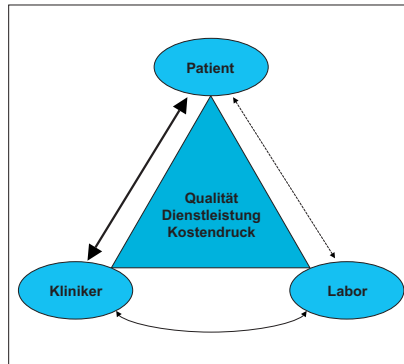 Patient
Qualität
Dienstleistung
Kostendruck
Kliniker
Labor